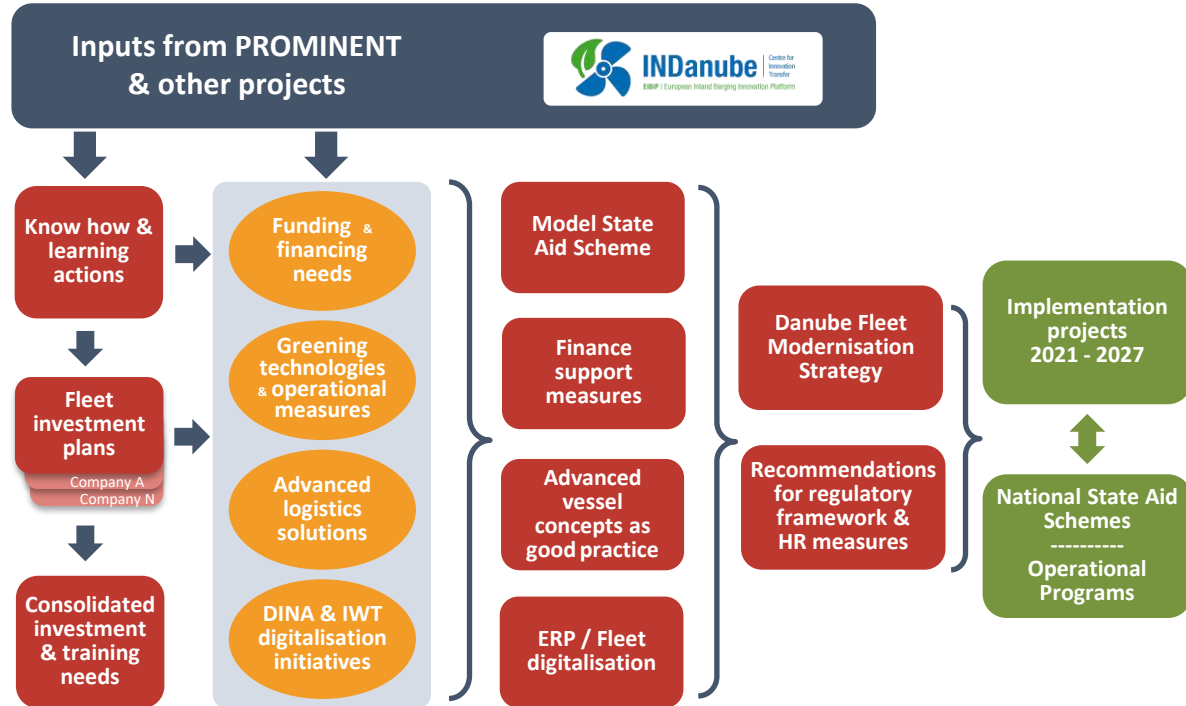 Inputs from PROMINENT
& other projects
INDanube
Centre for
Innovation
Transfer
EIBIP | European Inland Barging Innovation Platform
Know how &
learning
actions
Fleet
investment
plans
Company A
Company N
Consolidated
investment
& training
needs
Funding &
financing
needs
Greening
technologies
& operational
measures
Advanced
logistics
solutions
DINA & IWT
digitalisation
initiatives
Model State
Aid Scheme
Finance
support
measures
Advanced
vessel
concepts as
good practice
ERP / Fleet
digitalisation
Danube Fleet
Modernisation
Strategy
Recommendations
for regulatory
framework &
HR measures
Implementation
projects
2021 - 2027
National State Aid
Schemes
----------
Operational
Programs